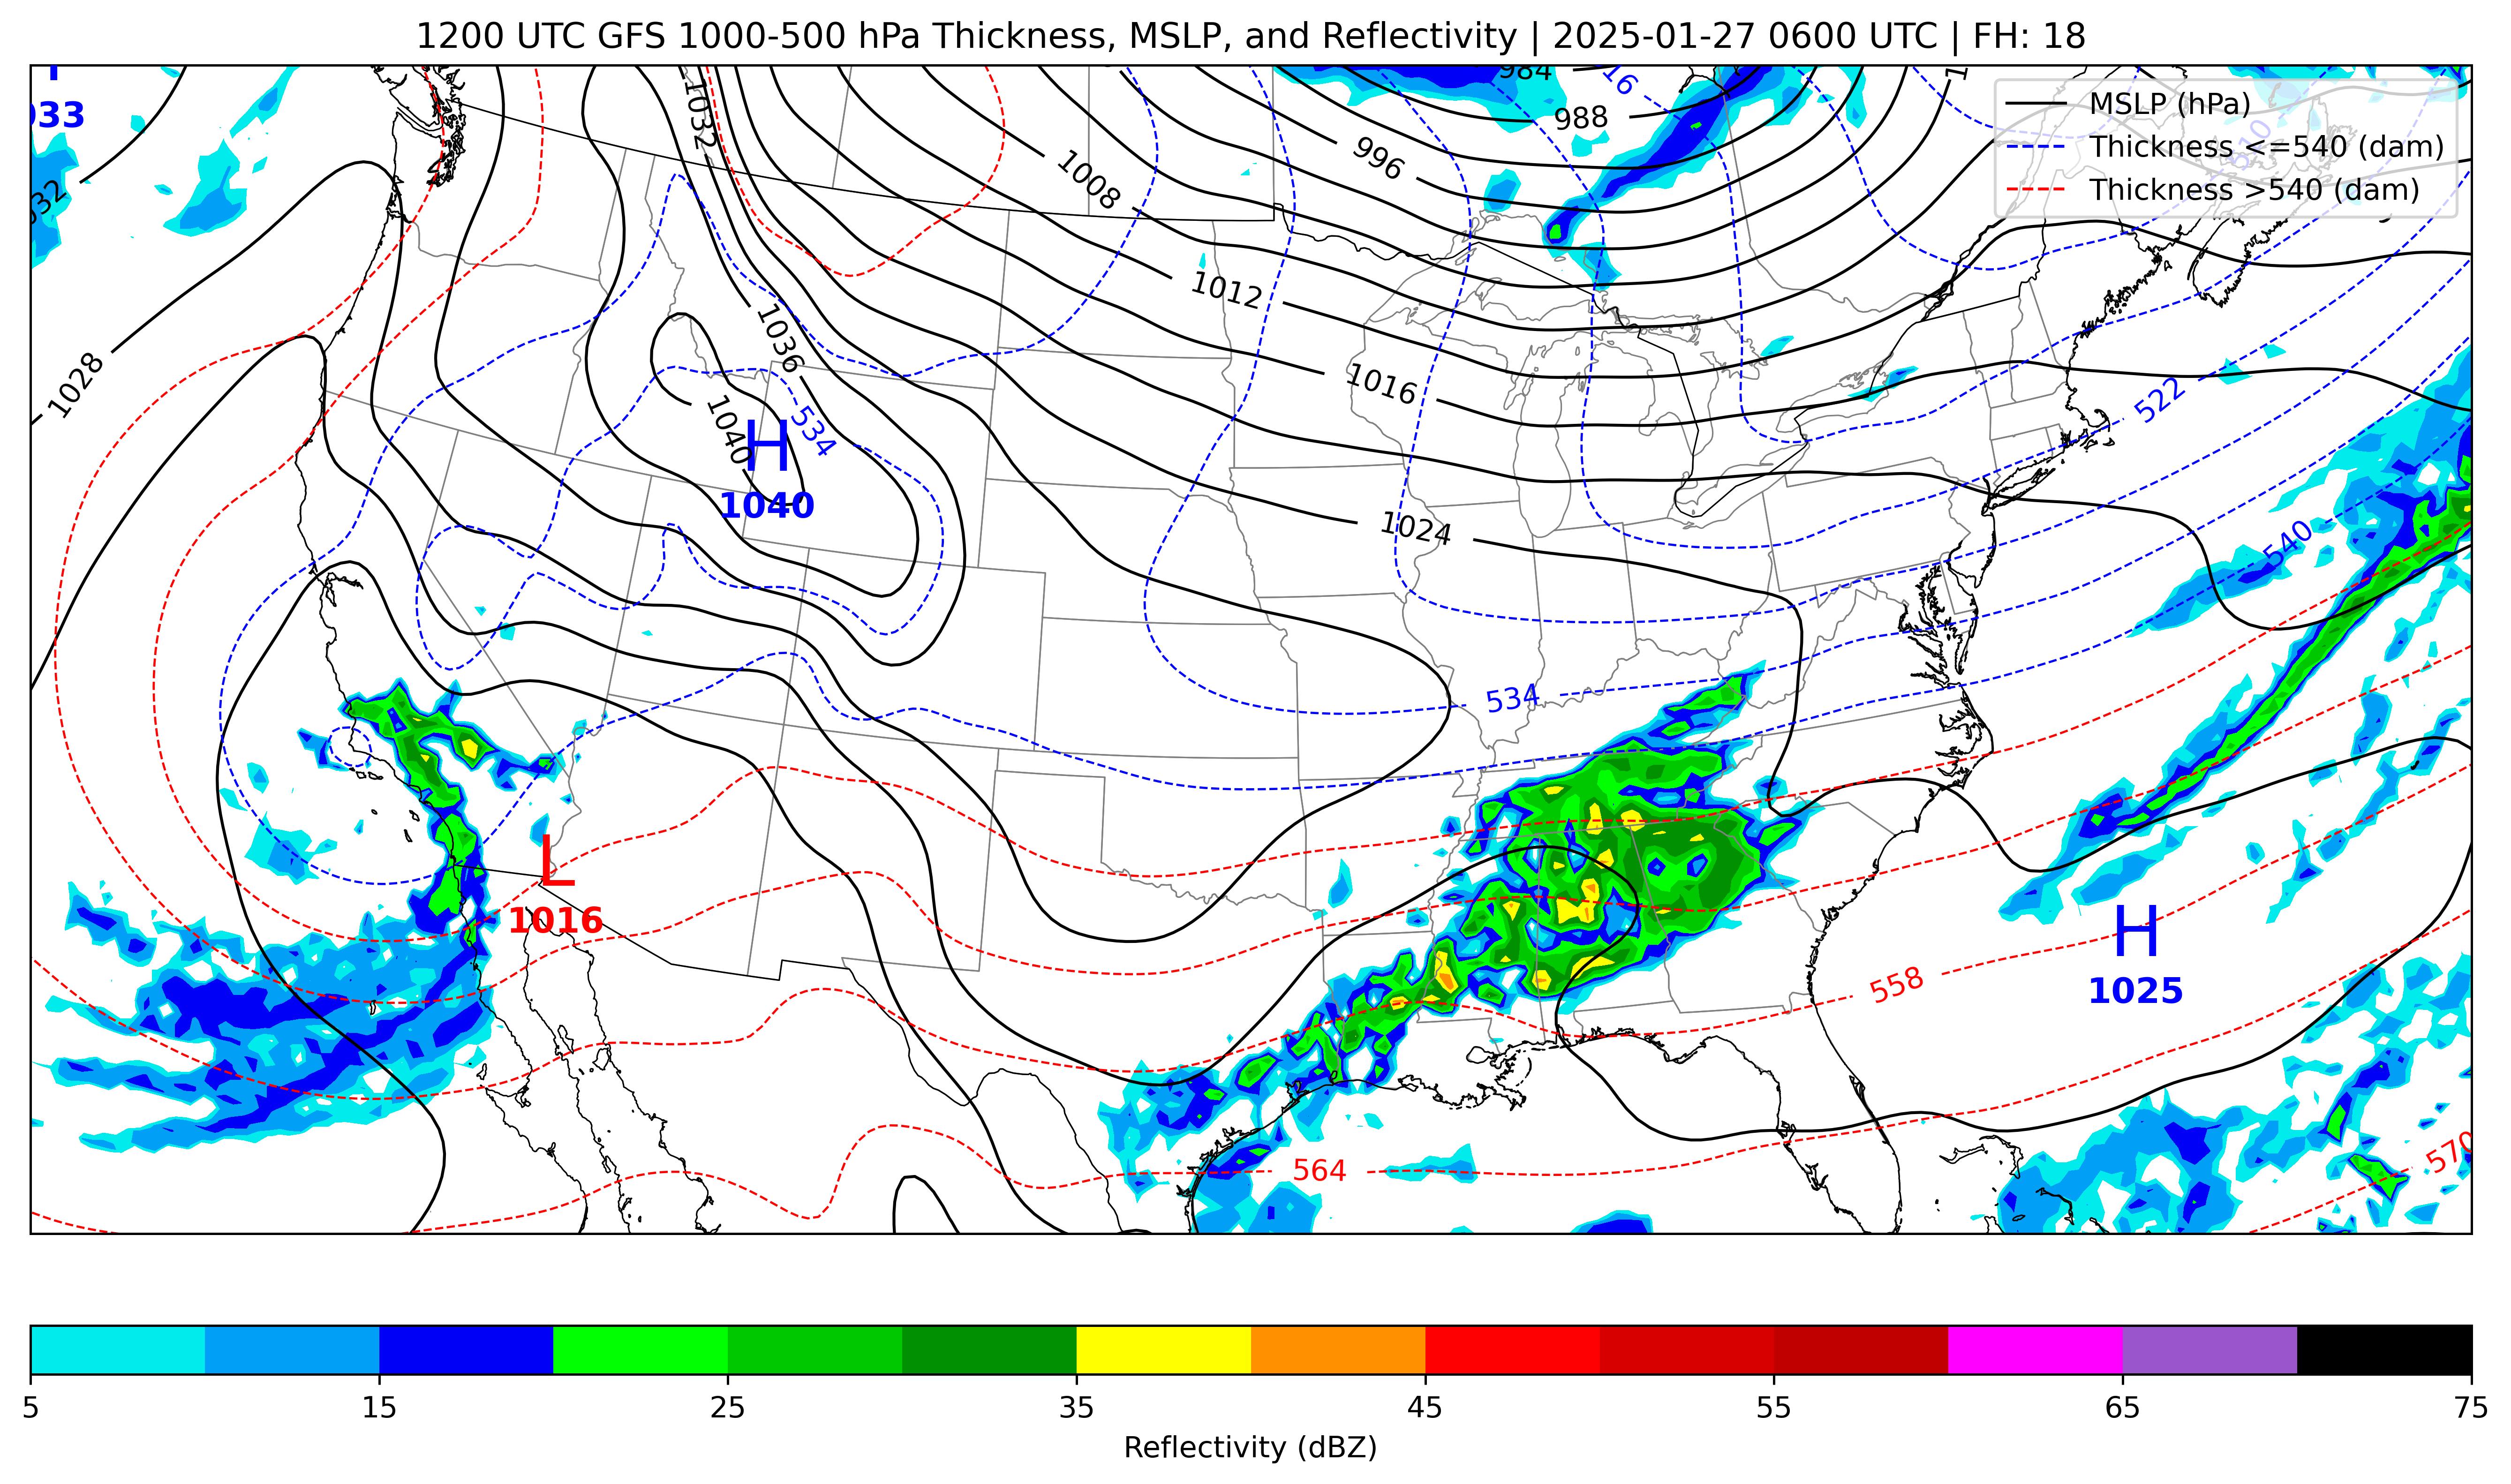 1200 UTC GFS 1000-500 hPa Thickness, MSLP, and Reflectivity | 2025-01-27 0600 UTC | FH: 18
MSLP (hPa)
Thickness <=540 (dam)
Thickness >540 (dam)
033
032
1032
984
16
988
996
1008
1012
1028
1036
1016
534
1040
H
1040
522
1024
540
534
L
1016
H
1025
558
564
570
5 15 25 35 45 55 65 75
Reflectivity (dBZ)